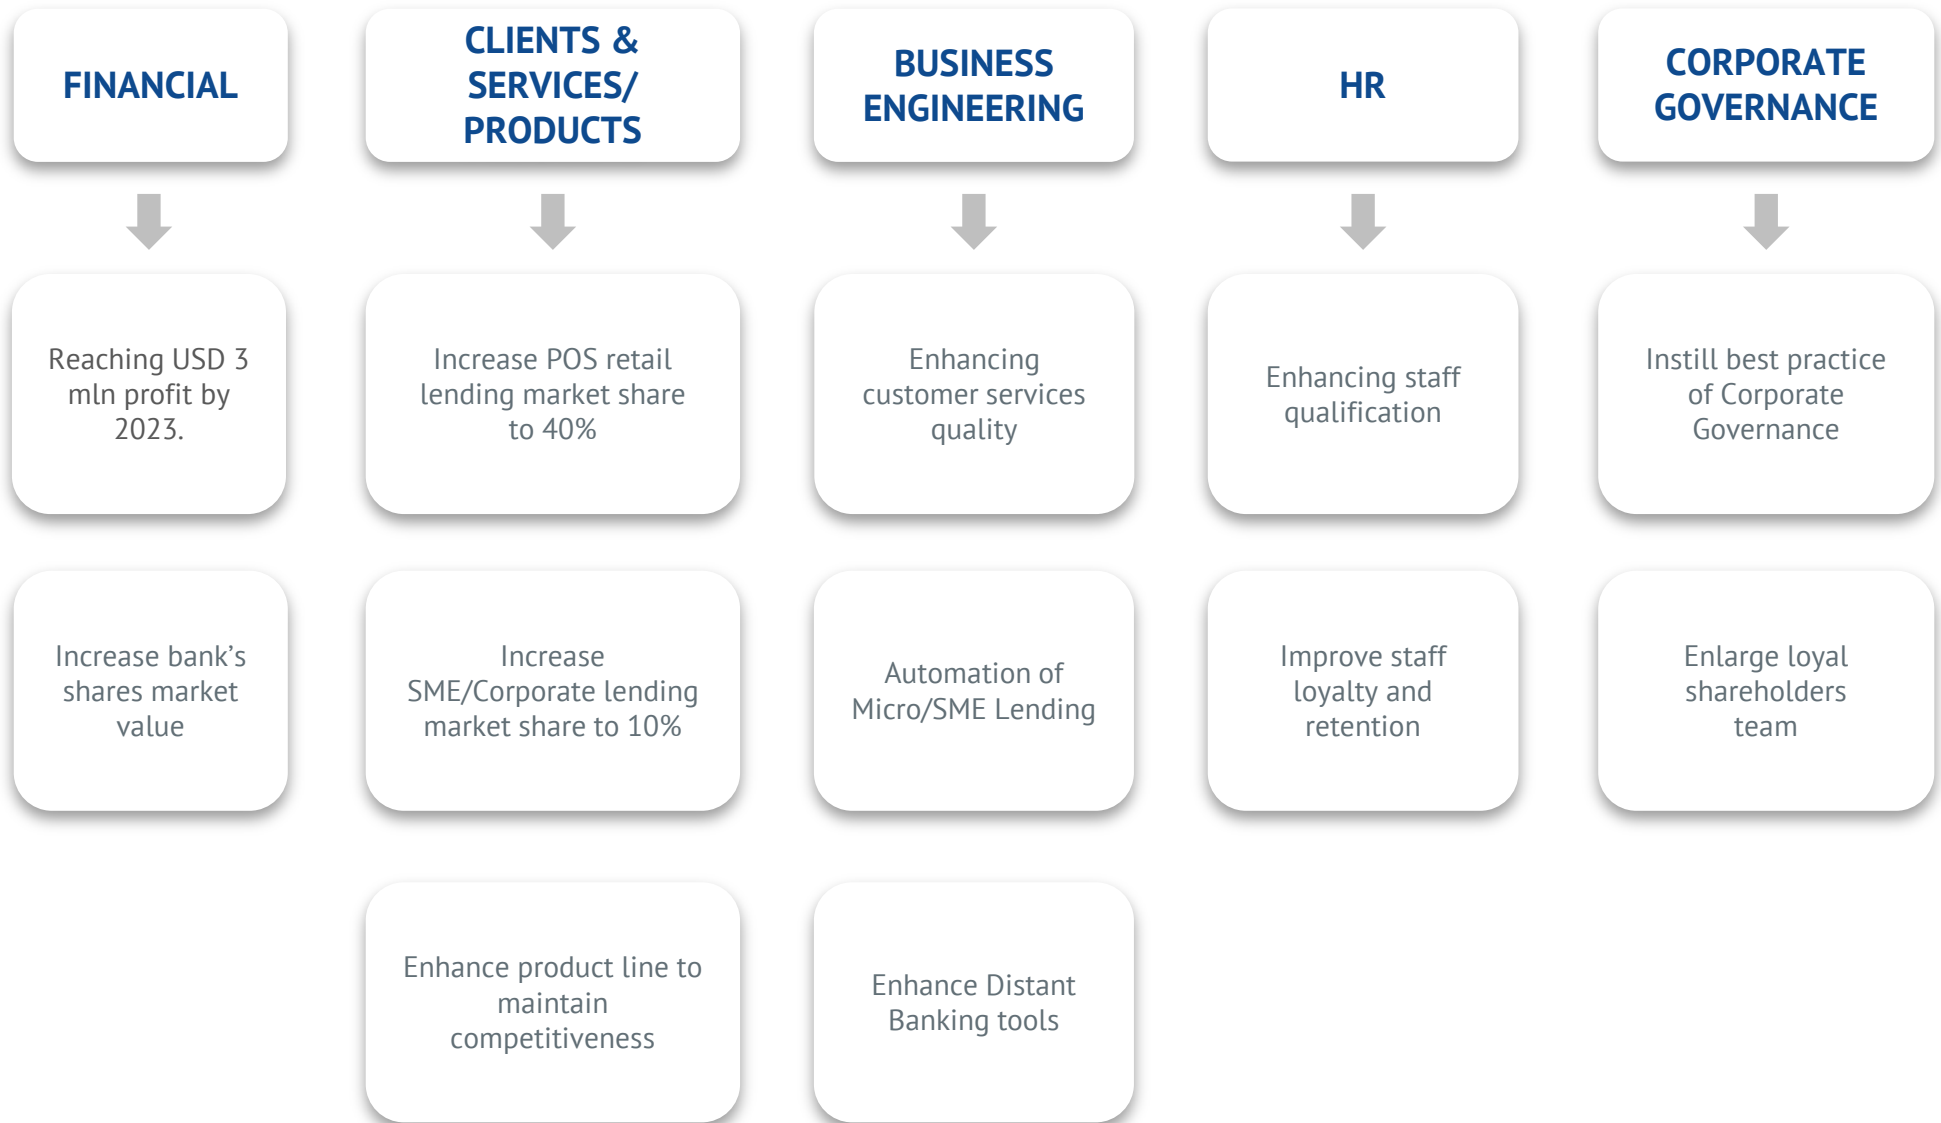 FINANCIAL
CLIENTS &
SERVICES/
PRODUCTS
BUSINESS
ENGINEERING
HR
CORPORATE
GOVERNANCE
Reaching USD 3
mln profit by
2023.
Increase POS retail
lending market share
to 40%
Enhancing
customer services
quality
Enhancing staff
qualification
Instill best practice
of Corporate
Governance
Increase bank’s
shares market
value
Increase
SME/Corporate lending
market share to 10%
Automation of
Micro/SME Lending
Improve staff
loyalty and
retention
Enlarge loyal
shareholders
team
Enhance product line to
maintain
competitiveness
Enhance Distant
Banking tools